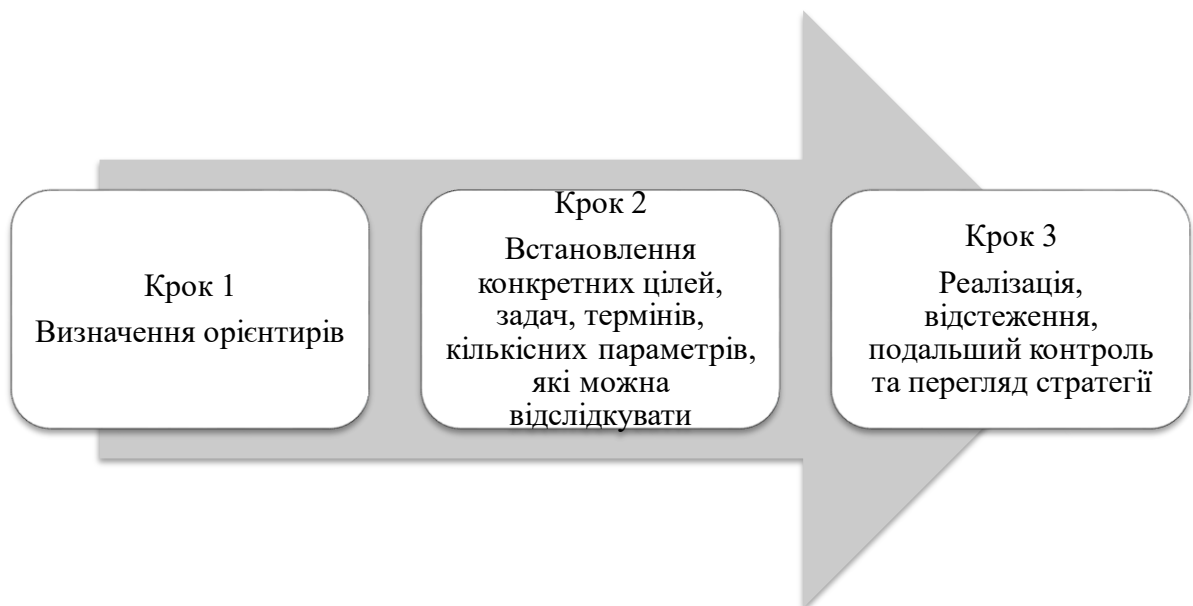 Крок 1
Визначення орієнтирів
Крок 2
Встановлення
конкретних цілей,
задач, термінів,
кількісних параметрів,
які можна
відслідкувати
Крок 3
Реалізація,
відстеження,
подальший контроль
та перегляд стратегії